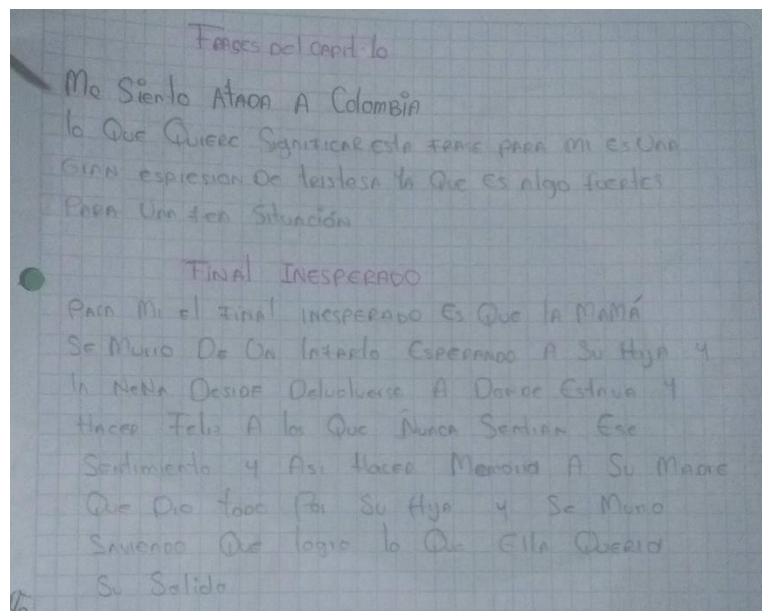 Frases Del Capitulo
Me Siento Atada A Colombia
lo Que Quiere Significar esta frase para mi es Una
Gran espresion De tristesa ya Que es algo fuertes
Para Una Situación
FINAl INESPERADO
Para Mi el Final INESPERADO Es Que lA MAMÁ
Se Murio De Un Infarto Esperando A Su Hija y
la Nena Deside Debolverse A Donde Estava y
Hacer Feliz A los Que Nunca Sentian Ese
Sentimiento y Asi Hacer Memoria A Su Madre
Que Dio todo Por Su Hija y Se Murio
Saviendo Que logro lo Que Ella Queria
Su Salida